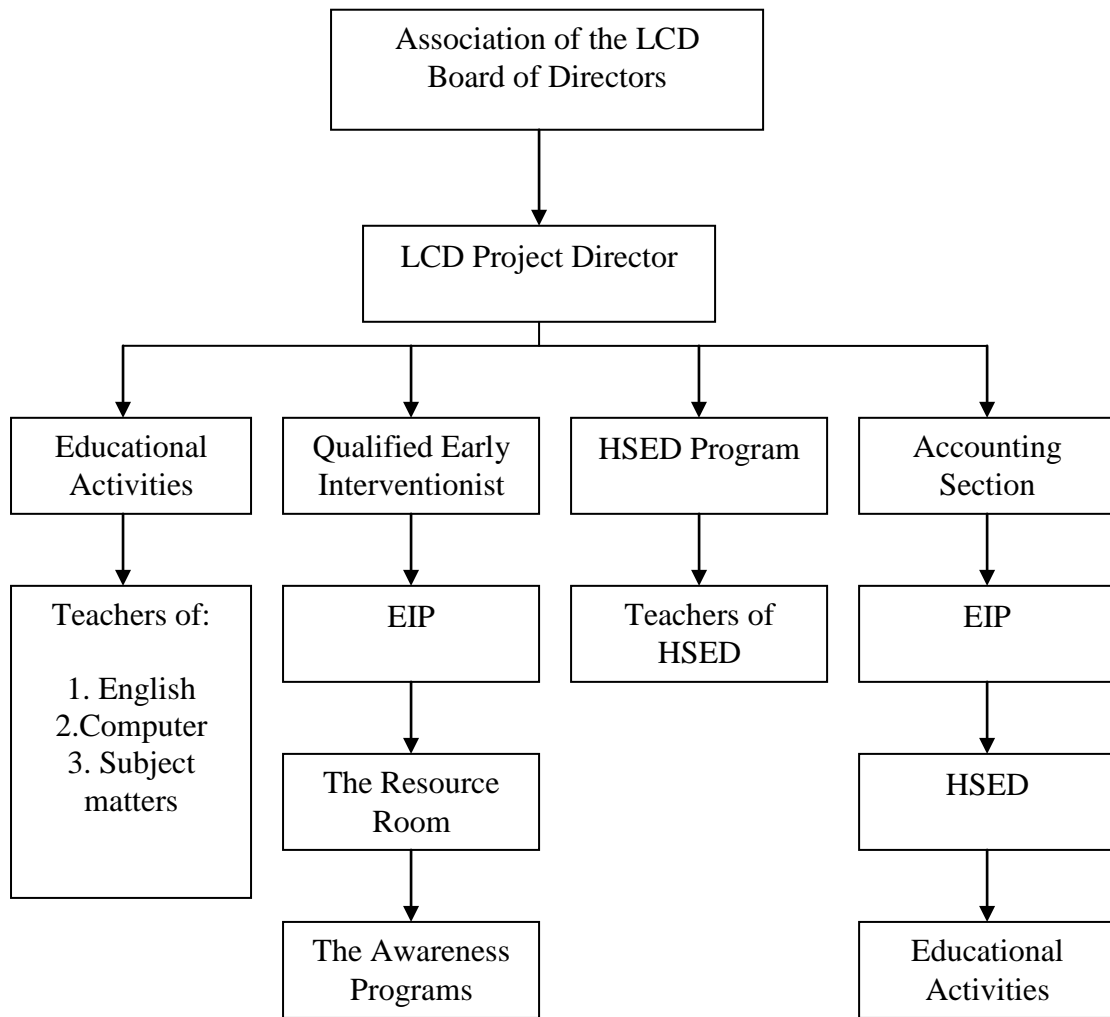 Association of the LCD
Board of Directors
LCD Project Director
Educational
Activities
Qualified Early
Interventionist
HSED Program
Accounting
Section
Teachers of:
1. English
2.Computer
3. Subject
matters
EIP
Teachers of
HSED
EIP
The Resource
Room
HSED
The Awareness
Programs
Educational
Activities